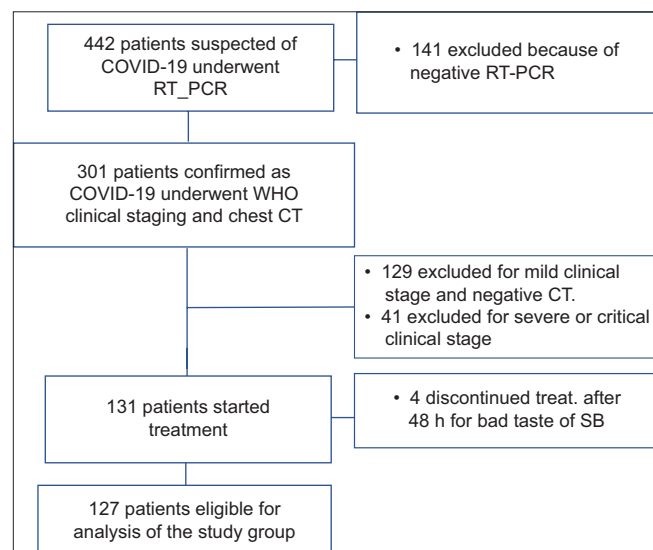 442 patients suspected of
COVID-19 underwent
RT_PCR
• 141 excluded because of
negative RT-PCR
301 patients confirmed as
COVID-19 underwent WHO
clinical staging and chest CT
• 129 excluded for mild clinical
stage and negative CT.
• 41 excluded for severe or critical
clinical stage
131 patients started
treatment
• 4 discontinued treat. after
48 h for bad taste of SB
127 patients eligible for
analysis of the study group